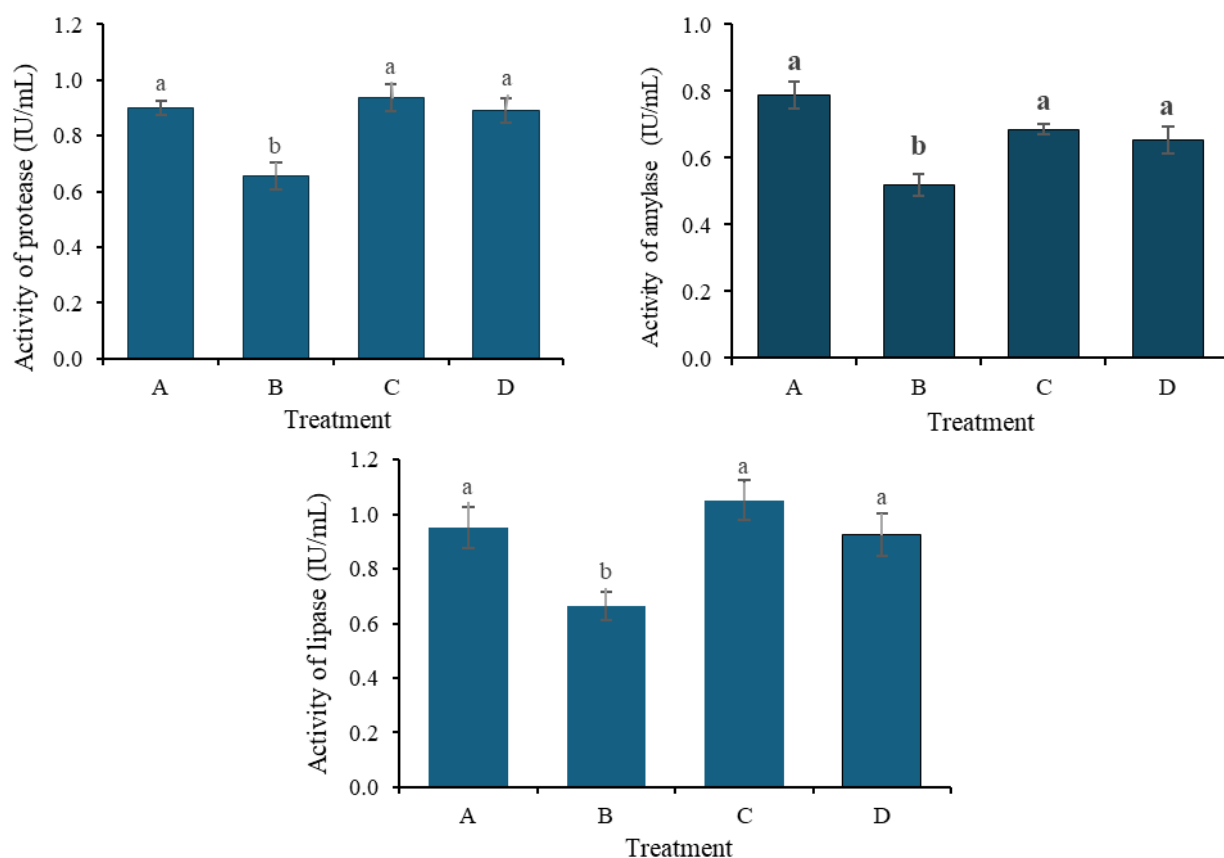 Activity of protease (IU/mL)
1.2
1.0
0.8
0.6
0.4
0.2
0.0
a
b
a
a
A B C D
Treatment
Activity of amylase (IU/mL)
1.0
0.8
0.6
0.4
0.2
0.0
a
b
a
a
A B C D
Treatment
Activity of lipase (IU/mL)
1.2
1.0
0.8
0.6
0.4
0.2
0.0
a
b
a
a
A B C D
Treatment